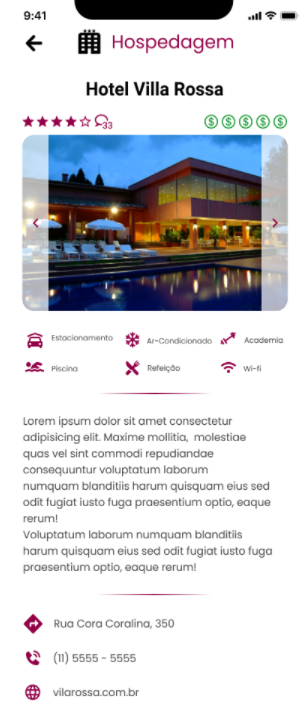 9:41
Hospedagem
Hotel Villa Rossa
33
$ $ $ $ $
Estacionamento Ar-Condicionado Academia
Piscina Refeição Wi-fi
Lorem ipsum dolor sit amet consectetur
adipisicing elit. Maxime mollitia, molestiae
quas vel sint commodi repudiandae
consequuntur voluptatum laborum
numquam blanditiis harum quisquam eius sed
odit fugiat iusto fuga praesentium optio, eaque
rerum!
Voluptatum laborum numquam blanditiis
harum quisquam eius sed odit fugiat iusto fuga
praesentium optio, eaque rerum!
Rua Cora Coralina, 350
(11) 5555 - 5555
vilarossa.com.br